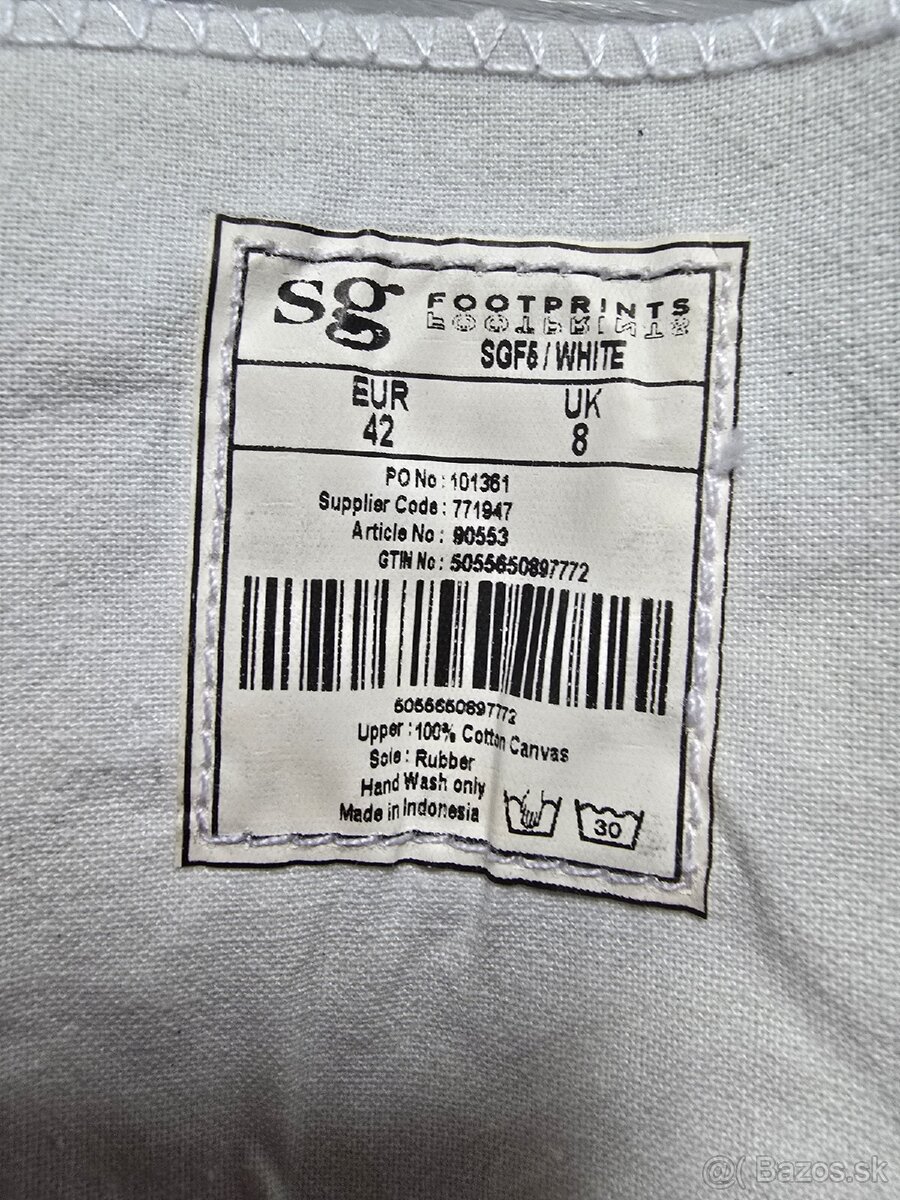 sg FOOTPRINTS
SGF5 / WHITE
EUR UK
42 8
PO No : 101361
Supplier Code : 771947
Article No : 90553
GTIN No : 5055650897772
5055650897772
Upper : 100% Cotton Canvas
Sole : Rubber
Hand Wash only
Made in Indonesia
30
@( Bazos.sk